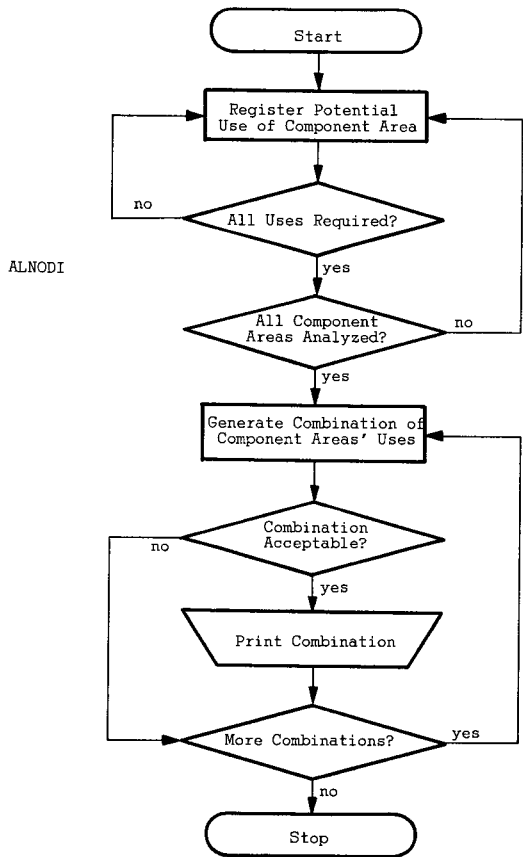 Start
Register Potential
Use of Component Area
no
All Uses Required?
ALNODI
yes
All Component
Areas Analyzed?
no
yes
Generate Combination of
Component Areas' Uses
Combination
Acceptable?
no
yes
Print Combination
More Combinations?
yes
no
Stop